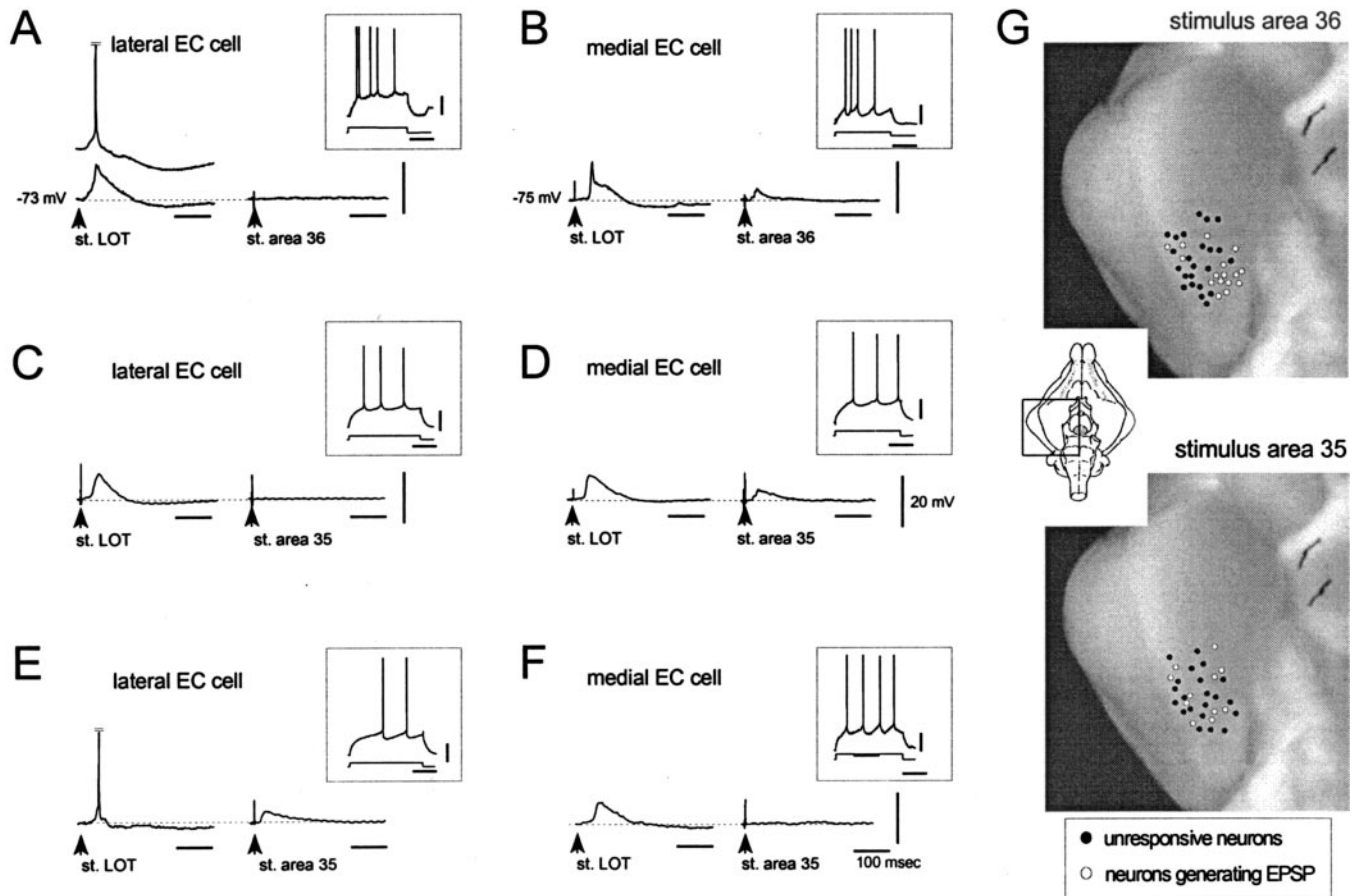 A
lateral EC cell
-73 mV
st. LOT
st. area 36
B
medial EC cell
-75 mV
st. LOT
st. area 36
C
lateral EC cell
st. LOT
st. area 35
D
medial EC cell
st. LOT
st. area 35
20 mV
E
lateral EC cell
st. LOT
st. area 35
F
medial EC cell
st. LOT
st. area 35
100 msec
G
stimulus area 36
stimulus area 35
unresponsive neurons
neurons generating EPSP